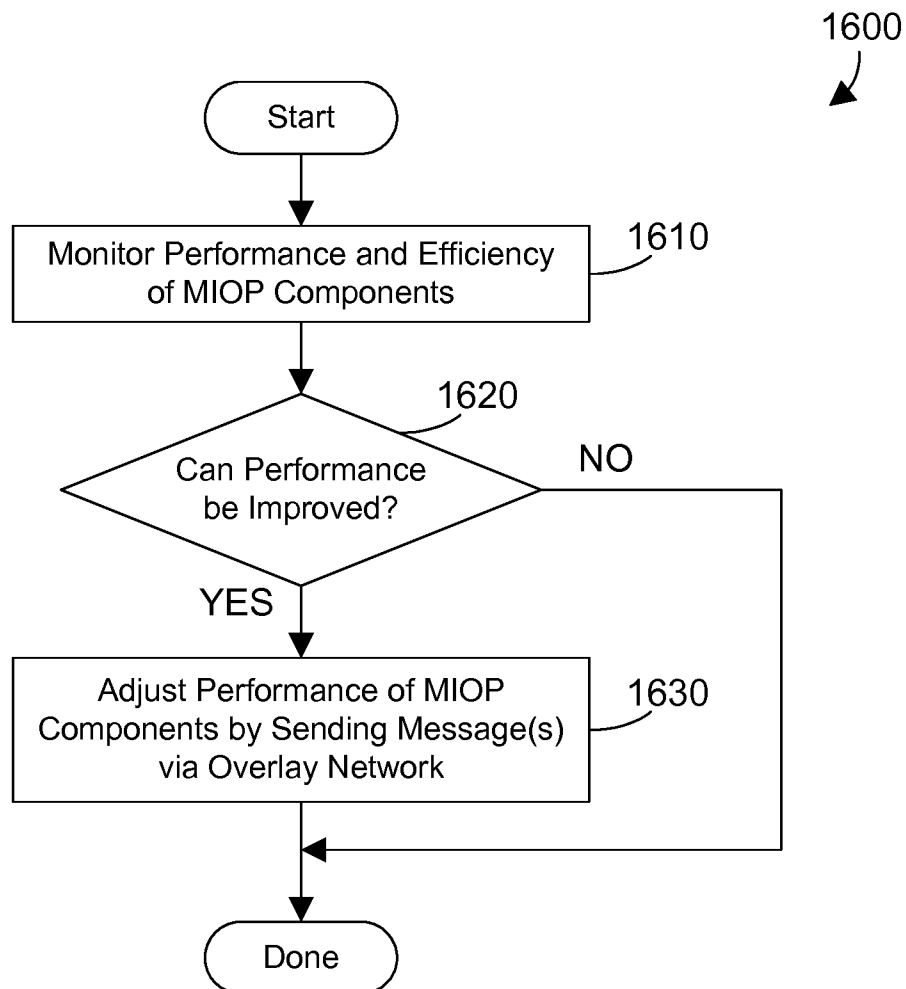 1600
Start
Monitor Performance and Efficiency
of MIOP Components
1610
1620
Can Performance
be Improved?
NO
YES
Adjust Performance of MIOP
Components by Sending Message(s)
via Overlay Network
1630
Done